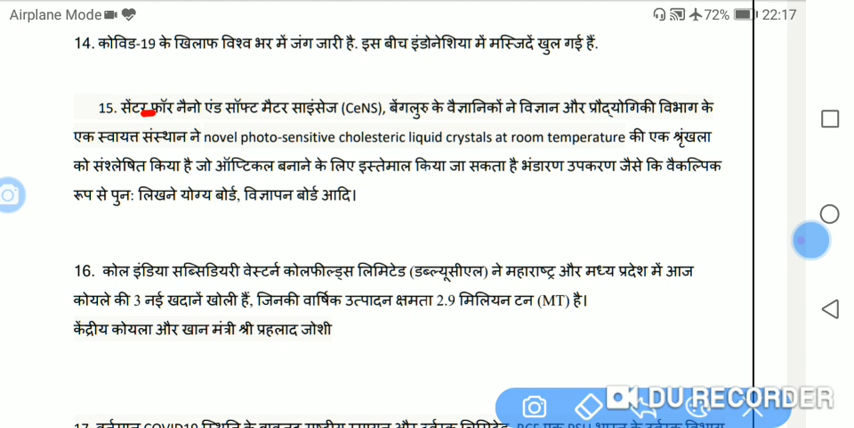 Airplane Mode 72% 22:17
14. कोविड-19 के खिलाफ विश्व भर में जंग जारी है. इस बीच इंडोनेशिया में मस्जिदें खुल गई हैं.
15. सेंटर फ़ॉर नैनो एंड सॉफ्ट मैटर साइंसेज (CeNS), बेंगलुरु के वैज्ञानिकों ने विज्ञान और प्रौद्योगिकी विभाग के
एक स्वायत्त संस्थान ने novel photo-sensitive cholesteric liquid crystals at room temperature की एक श्रृंखला
को संश्लेषित किया है जो ऑप्टिकल बनाने के लिए इस्तेमाल किया जा सकता है भंडारण उपकरण जैसे कि वैकल्पिक
रूप से पुन: लिखने योग्य बोर्ड, विज्ञापन बोर्ड आदि।
16. कोल इंडिया सब्सिडियरी वेस्टर्न कोलफील्ड्स लिमिटेड (डब्ल्यूसीएल) ने महाराष्ट्र और मध्य प्रदेश में आज
कोयले की 3 नई खदानें खोली हैं, जिनकी वार्षिक उत्पादन क्षमता 2.9 मिलियन टन (MT) है।
केंद्रीय कोयला और खान मंत्री श्री प्रहलाद जोशी
DU RECORDER